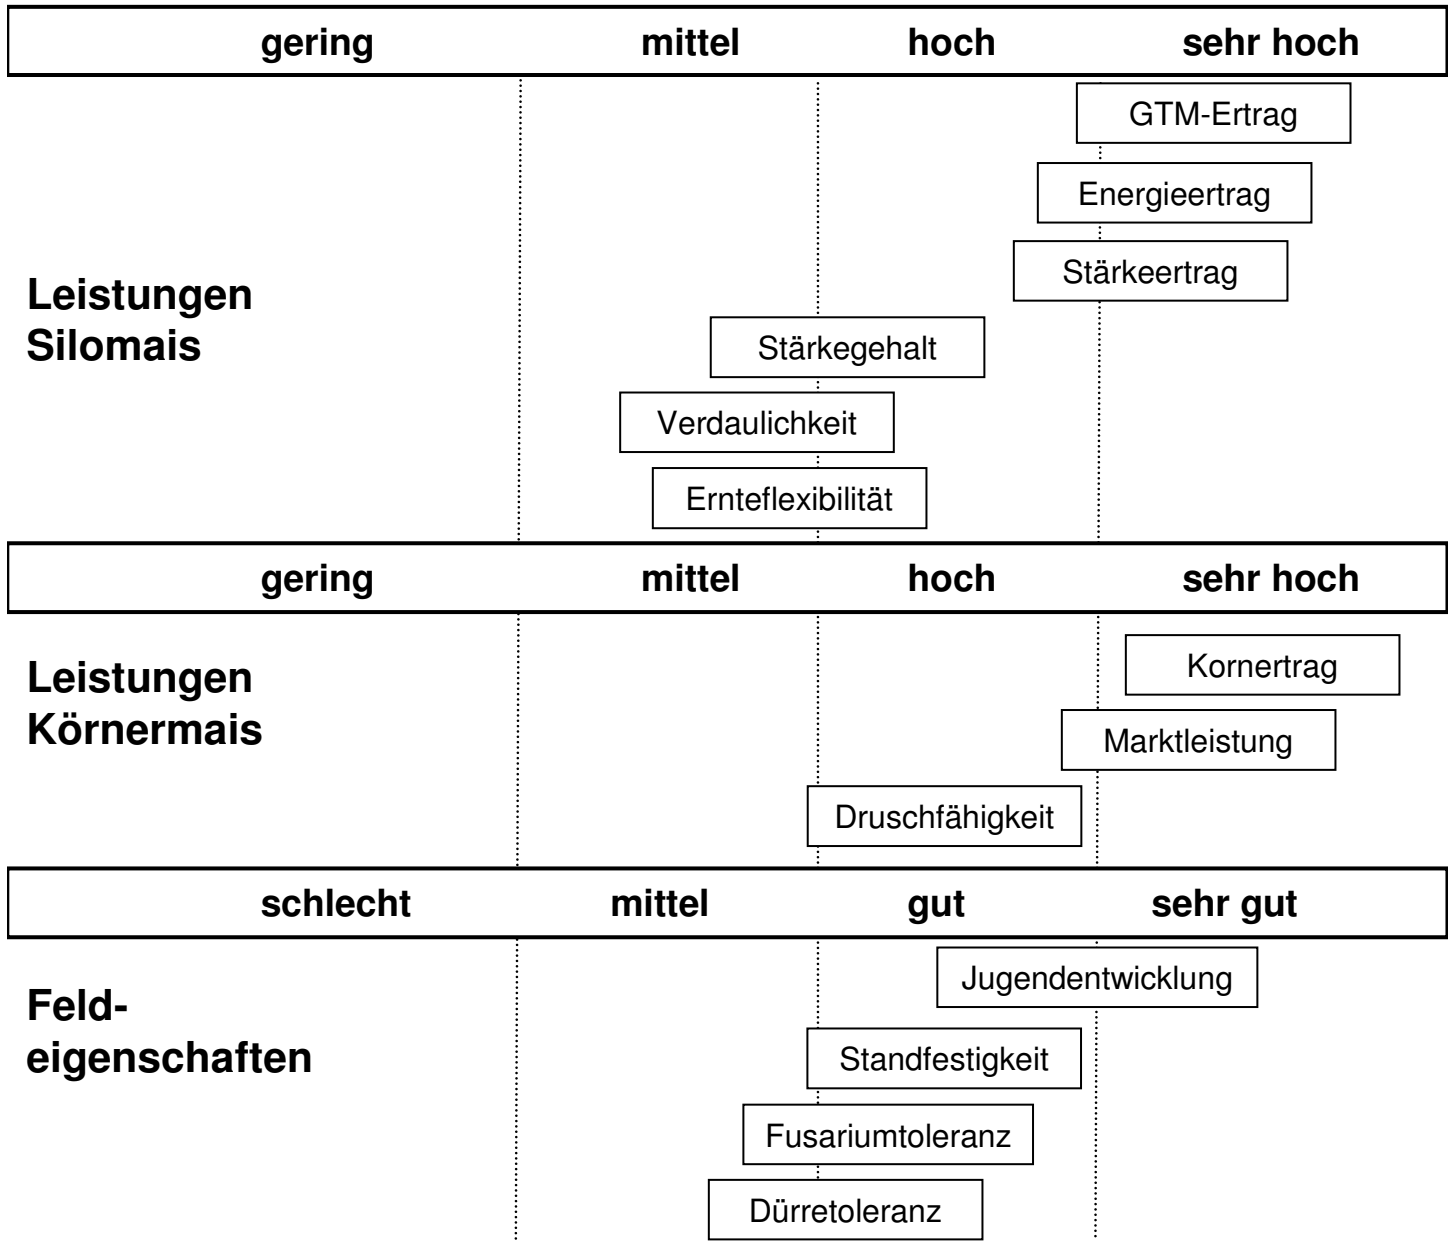 gering mittel hoch sehr hoch
GTM-Ertrag
Energieertrag
Stärkeertrag
Leistungen
Silomais
Stärkegehalt
Verdaulichkeit
Ernteflexibilität
gering mittel hoch sehr hoch
Leistungen
Körnermais
Kornertrag
Marktleistung
Druschfähigkeit
schlecht mittel gut sehr gut
Feld-
eigenschaften
Jugendentwicklung
Standfestigkeit
Fusariumtoleranz
Dürretoleranz